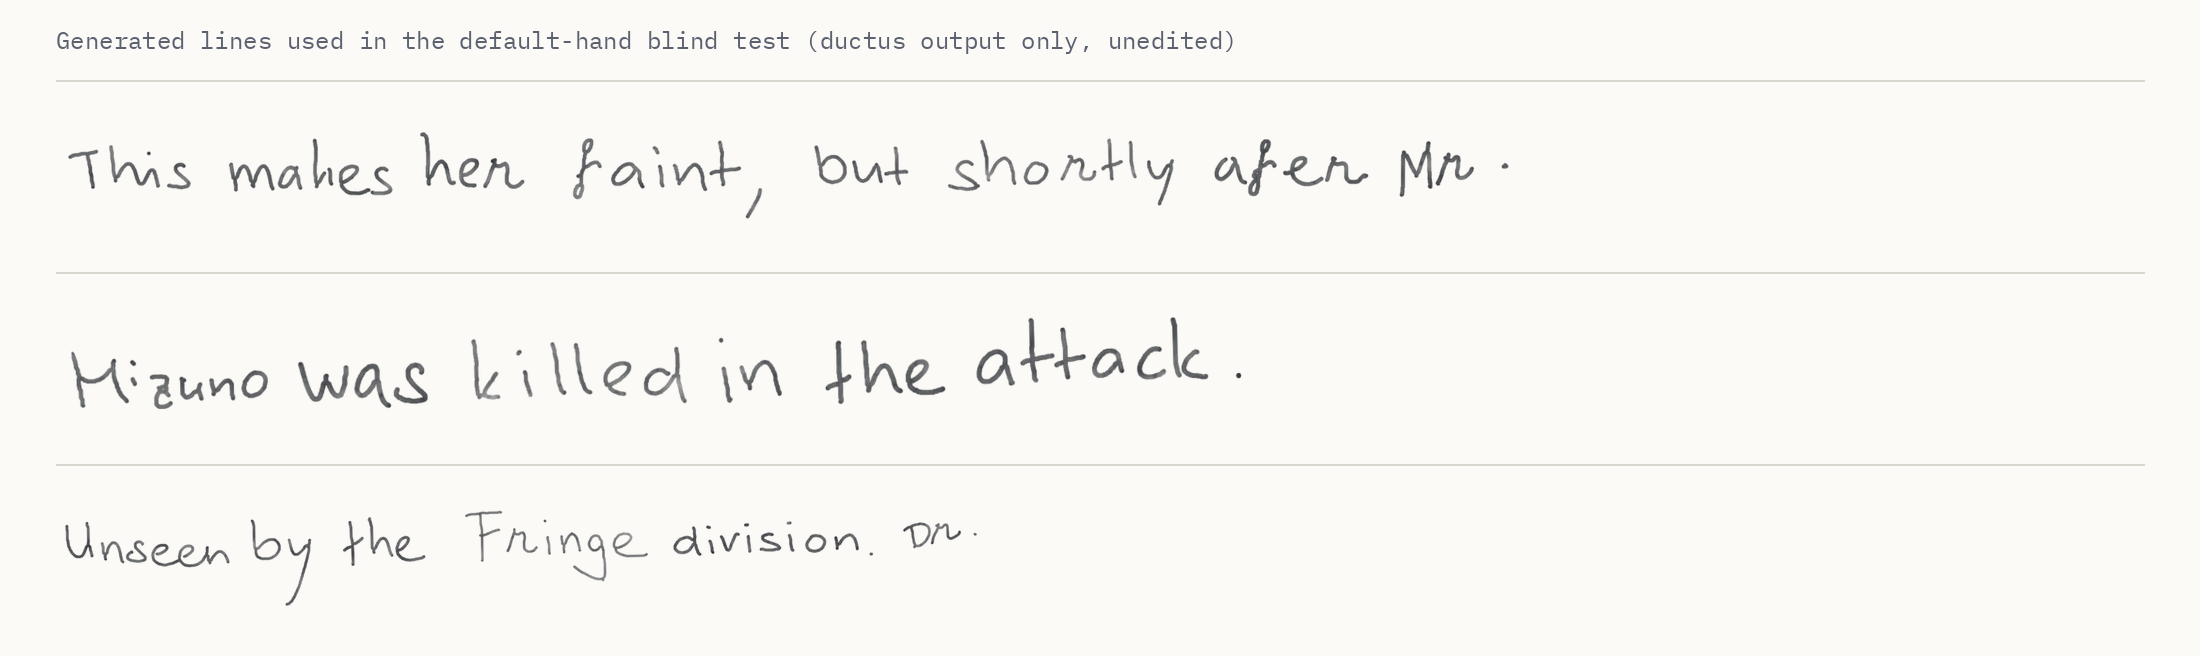 Generated lines used in the default-hand blind test (ductus output only, unedited)
This makes her faint, but shortly afer Mr.
Mizuno was killed in the attack.
Unseen by the Fringe division. Dr.